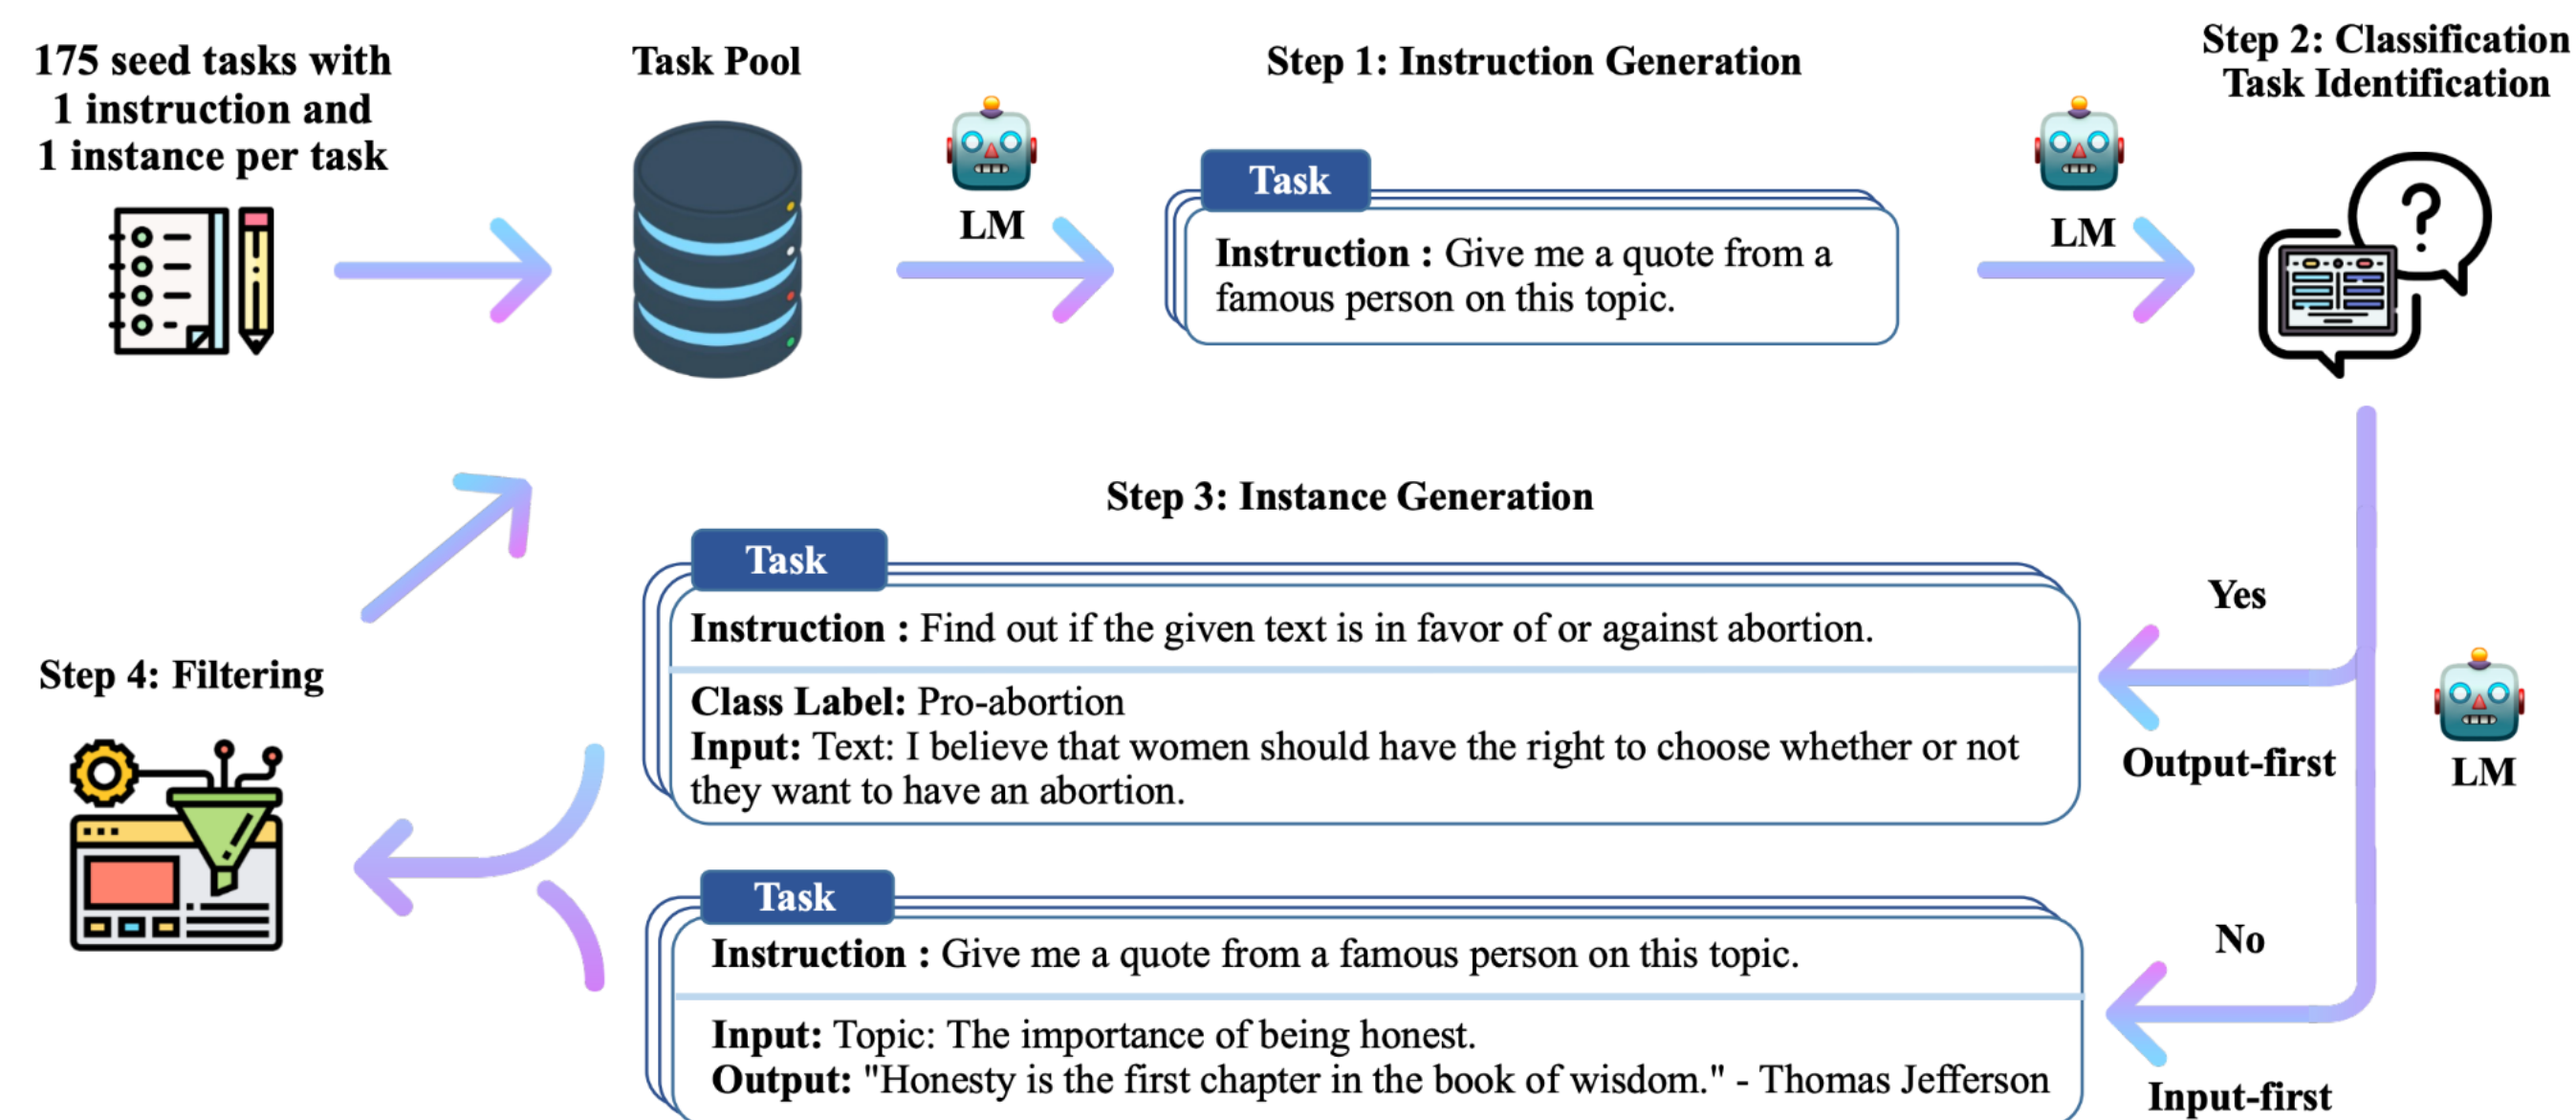 175 seed tasks with
1 instruction and
1 instance per task
Task Pool
LM
Step 1: Instruction Generation
Task
Instruction : Give me a quote from a
famous person on this topic.
LM
Step 2: Classification
Task Identification
?
Step 3: Instance Generation
Task
Instruction : Find out if the given text is in favor of or against abortion.
Class Label: Pro-abortion
Input: Text: I believe that women should have the right to choose whether or not
they want to have an abortion.
Yes
Output-first
LM
Step 4: Filtering
Task
Instruction : Give me a quote from a famous person on this topic.
Input: Topic: The importance of being honest.
Output: "Honesty is the first chapter in the book of wisdom." - Thomas Jefferson
No
Input-first